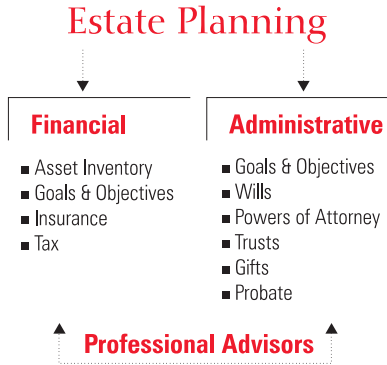 Estate Planning
Financial
■ Asset Inventory
■ Goals & Objectives
■ Insurance
■ Tax
Administrative
■ Goals & Objectives
■ Wills
■ Powers of Attorney
■ Trusts
■ Gifts
■ Probate
Professional Advisors